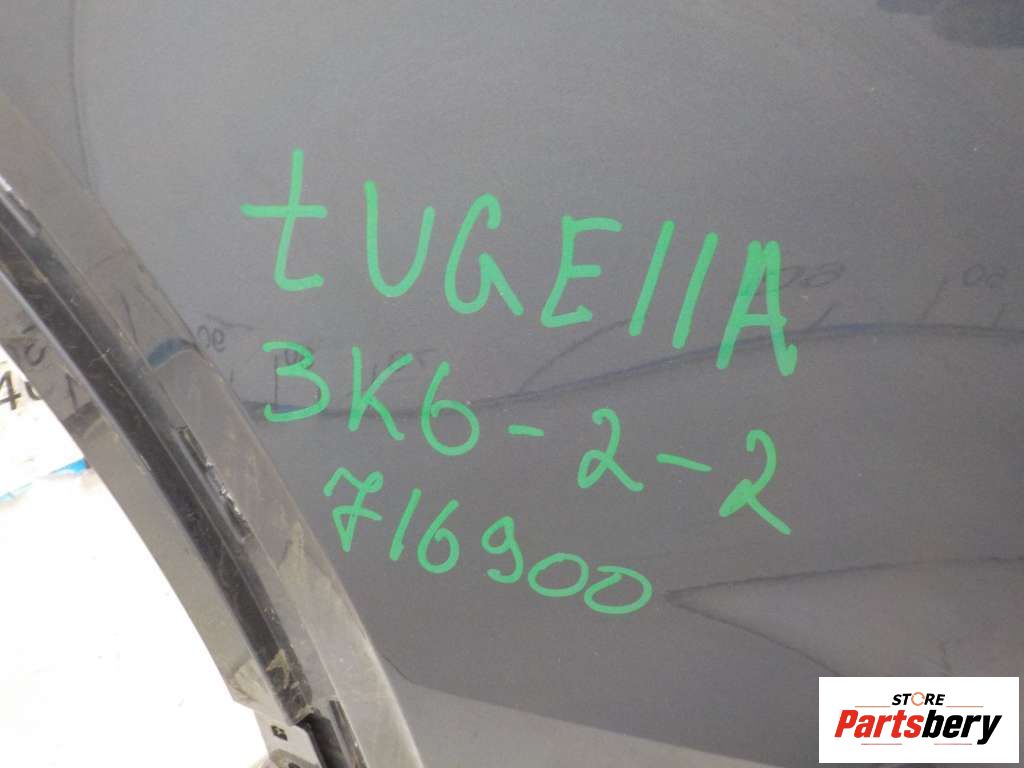 tUGEllA
3K6-2-2
716900
STORE
Partsbery